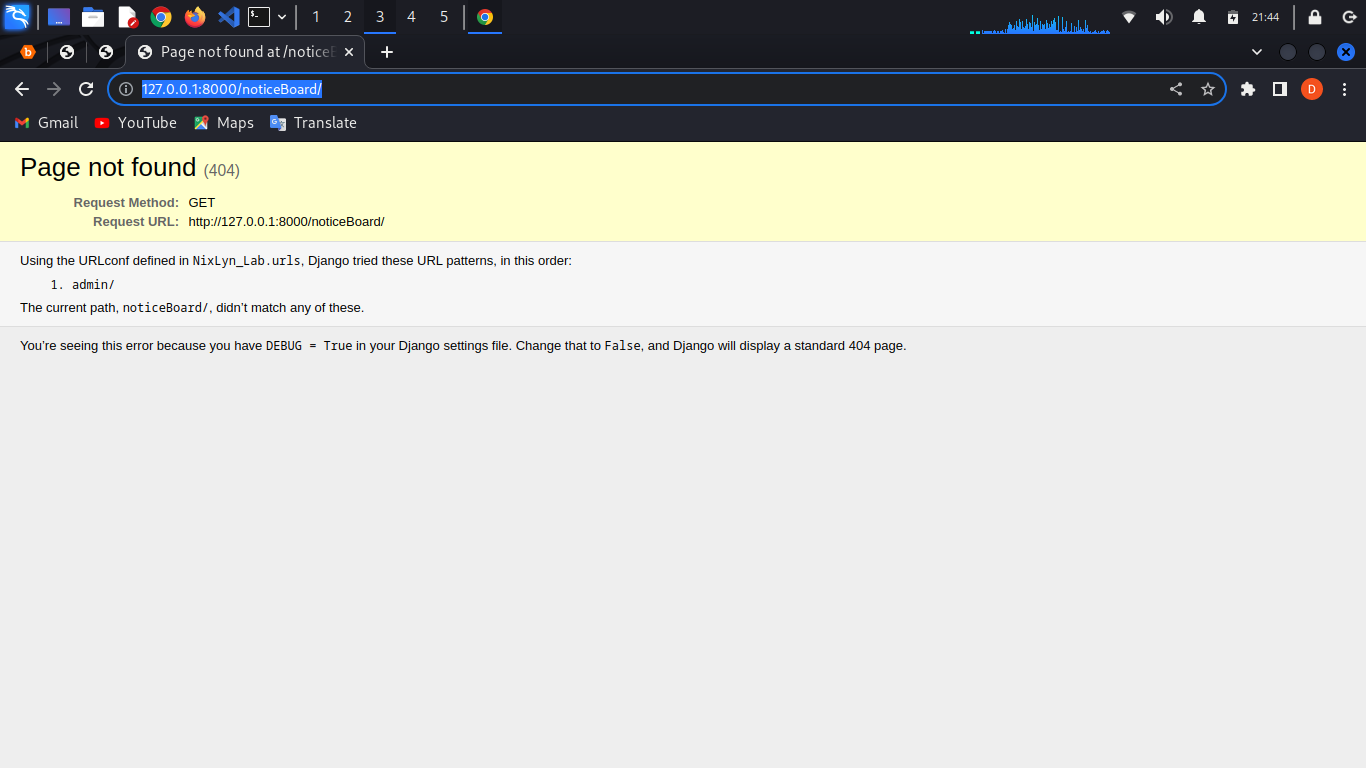 1 2 3 4 5 21:44
b
Page not found at /notice
127.0.0.1:8000/noticeBoard/
D
Gmail YouTube Maps Translate
Page not found (404)
Request Method: GET
Request URL: http://127.0.0.1:8000/noticeBoard/
Using the URLconf defined in NixLyn_Lab.urls, Django tried these URL patterns, in this order:
1. admin/
The current path, noticeBoard/, didn’t match any of these.
You’re seeing this error because you have DEBUG = True in your Django settings file. Change that to False, and Django will display a standard 404 page.